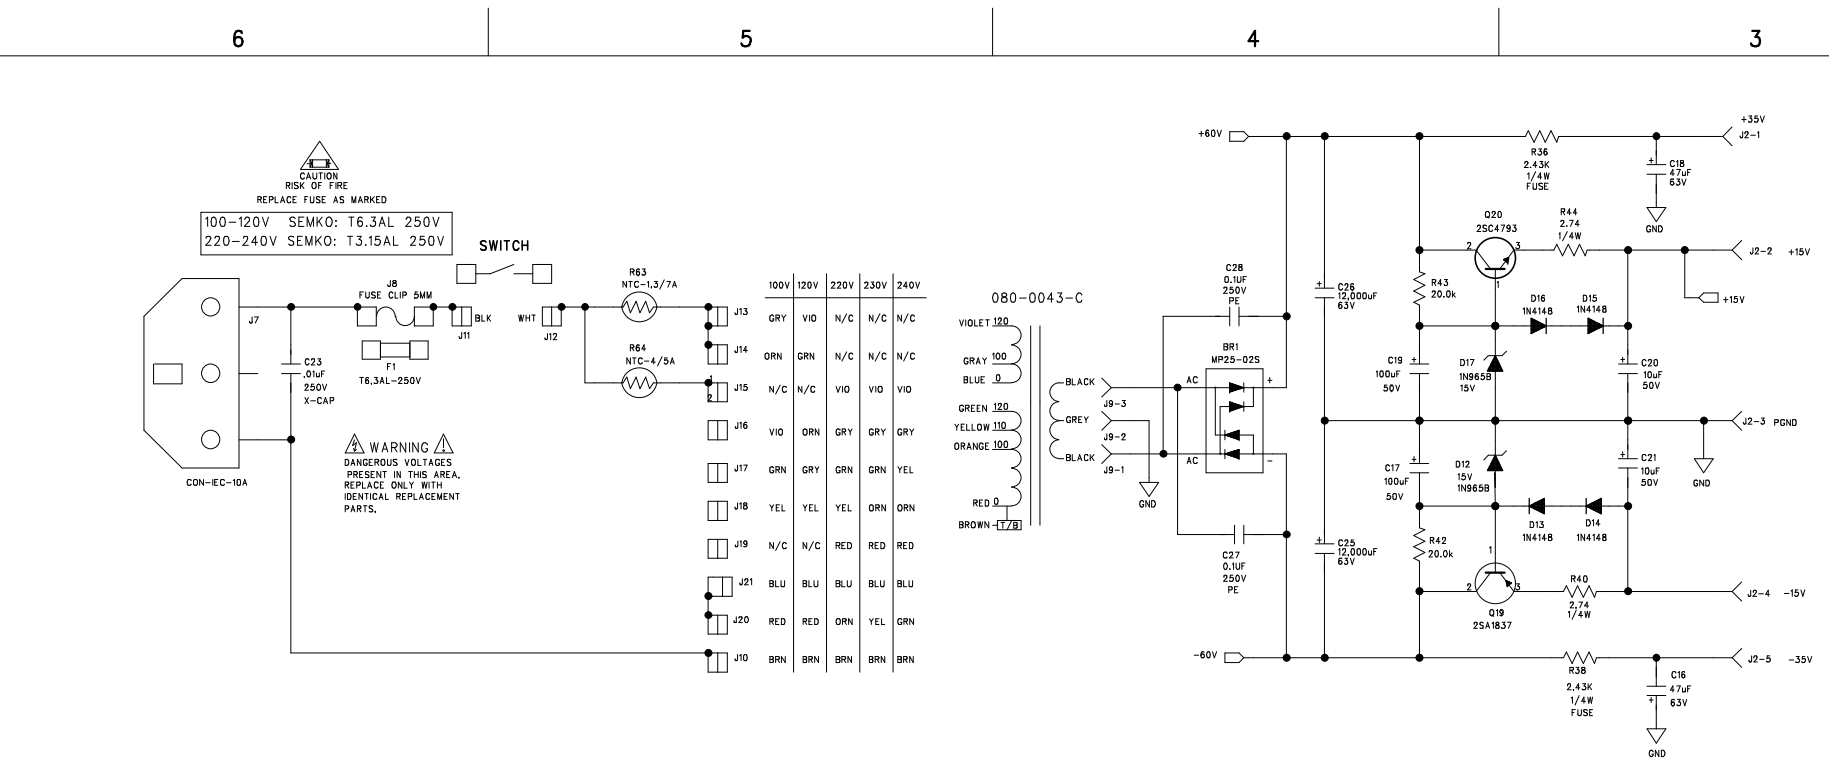 6
5
4
3
CAUTION
RISK OF FIRE
REPLACE FUSE AS MARKED
100-120V SEMKO: T6.3AL 250V
220-240V SEMKO: T3.15AL 250V
SWITCH
J7
CON-IEC-10A
C23
.01uF
250V
X-CAP
J8
FUSE CLIP 5MM
F1
T6.3AL-250V
BLK
J11
WHT
J12
R63
NTC-1.3/7A
R64
NTC-4/5A
WARNING
DANGEROUS VOLTAGES
PRESENT IN THIS AREA.
REPLACE ONLY WITH
IDENTICAL REPLACEMENT
PARTS.
100V 120V 220V 230V 240V
J13 GRY VIO N/C N/C N/C
J14 ORN GRN N/C N/C N/C
1
2
J15 N/C N/C VIO VIO VIO
J16 VIO ORN GRY GRY GRY
J17 GRN GRY GRN GRN YEL
J18 YEL YEL YEL ORN ORN
J19 N/C N/C RED RED RED
J21 BLU BLU BLU BLU BLU
J20 RED RED ORN YEL GRN
J10 BRN BRN BRN BRN BRN
080-0043-C
VIOLET 120
GRAY 100
BLUE 0
GREEN 120
YELLOW 110
ORANGE 100
RED 0
BROWN T/B
BLACK
J9-3
GREY
J9-2
BLACK
J9-1
GND
C28
0.1UF
250V
PE
BR1
MP25-02S
AC
+
AC
-
C27
0.1UF
250V
PE
+60V
-60V
+
C26
12,000uF
63V
+
C25
12,000uF
63V
R36
2.43K
1/4W
FUSE
+
C18
47uF
63V
GND
+35V
J2-1
Q20
2SC4793
2
3
1
R44
2.74
1/4W
J2-2 +15V
+15V
R43
20.0k
D16
1N4148
D15
1N4148
+
C19
100uF
50V
D17
1N965B
15V
+
C20
10uF
50V
J2-3 PGND
GND
+
C17
100uF
50V
D12
15V
1N965B
+
C21
10uF
50V
D13
1N4148
D14
1N4148
R42
20.0k
1
2
3
Q19
2SA1837
R40
2.74
1/4W
J2-4 -15V
R38
2.43K
1/4W
FUSE
J2-5 -35V
C16
47uF
+
63V
GND